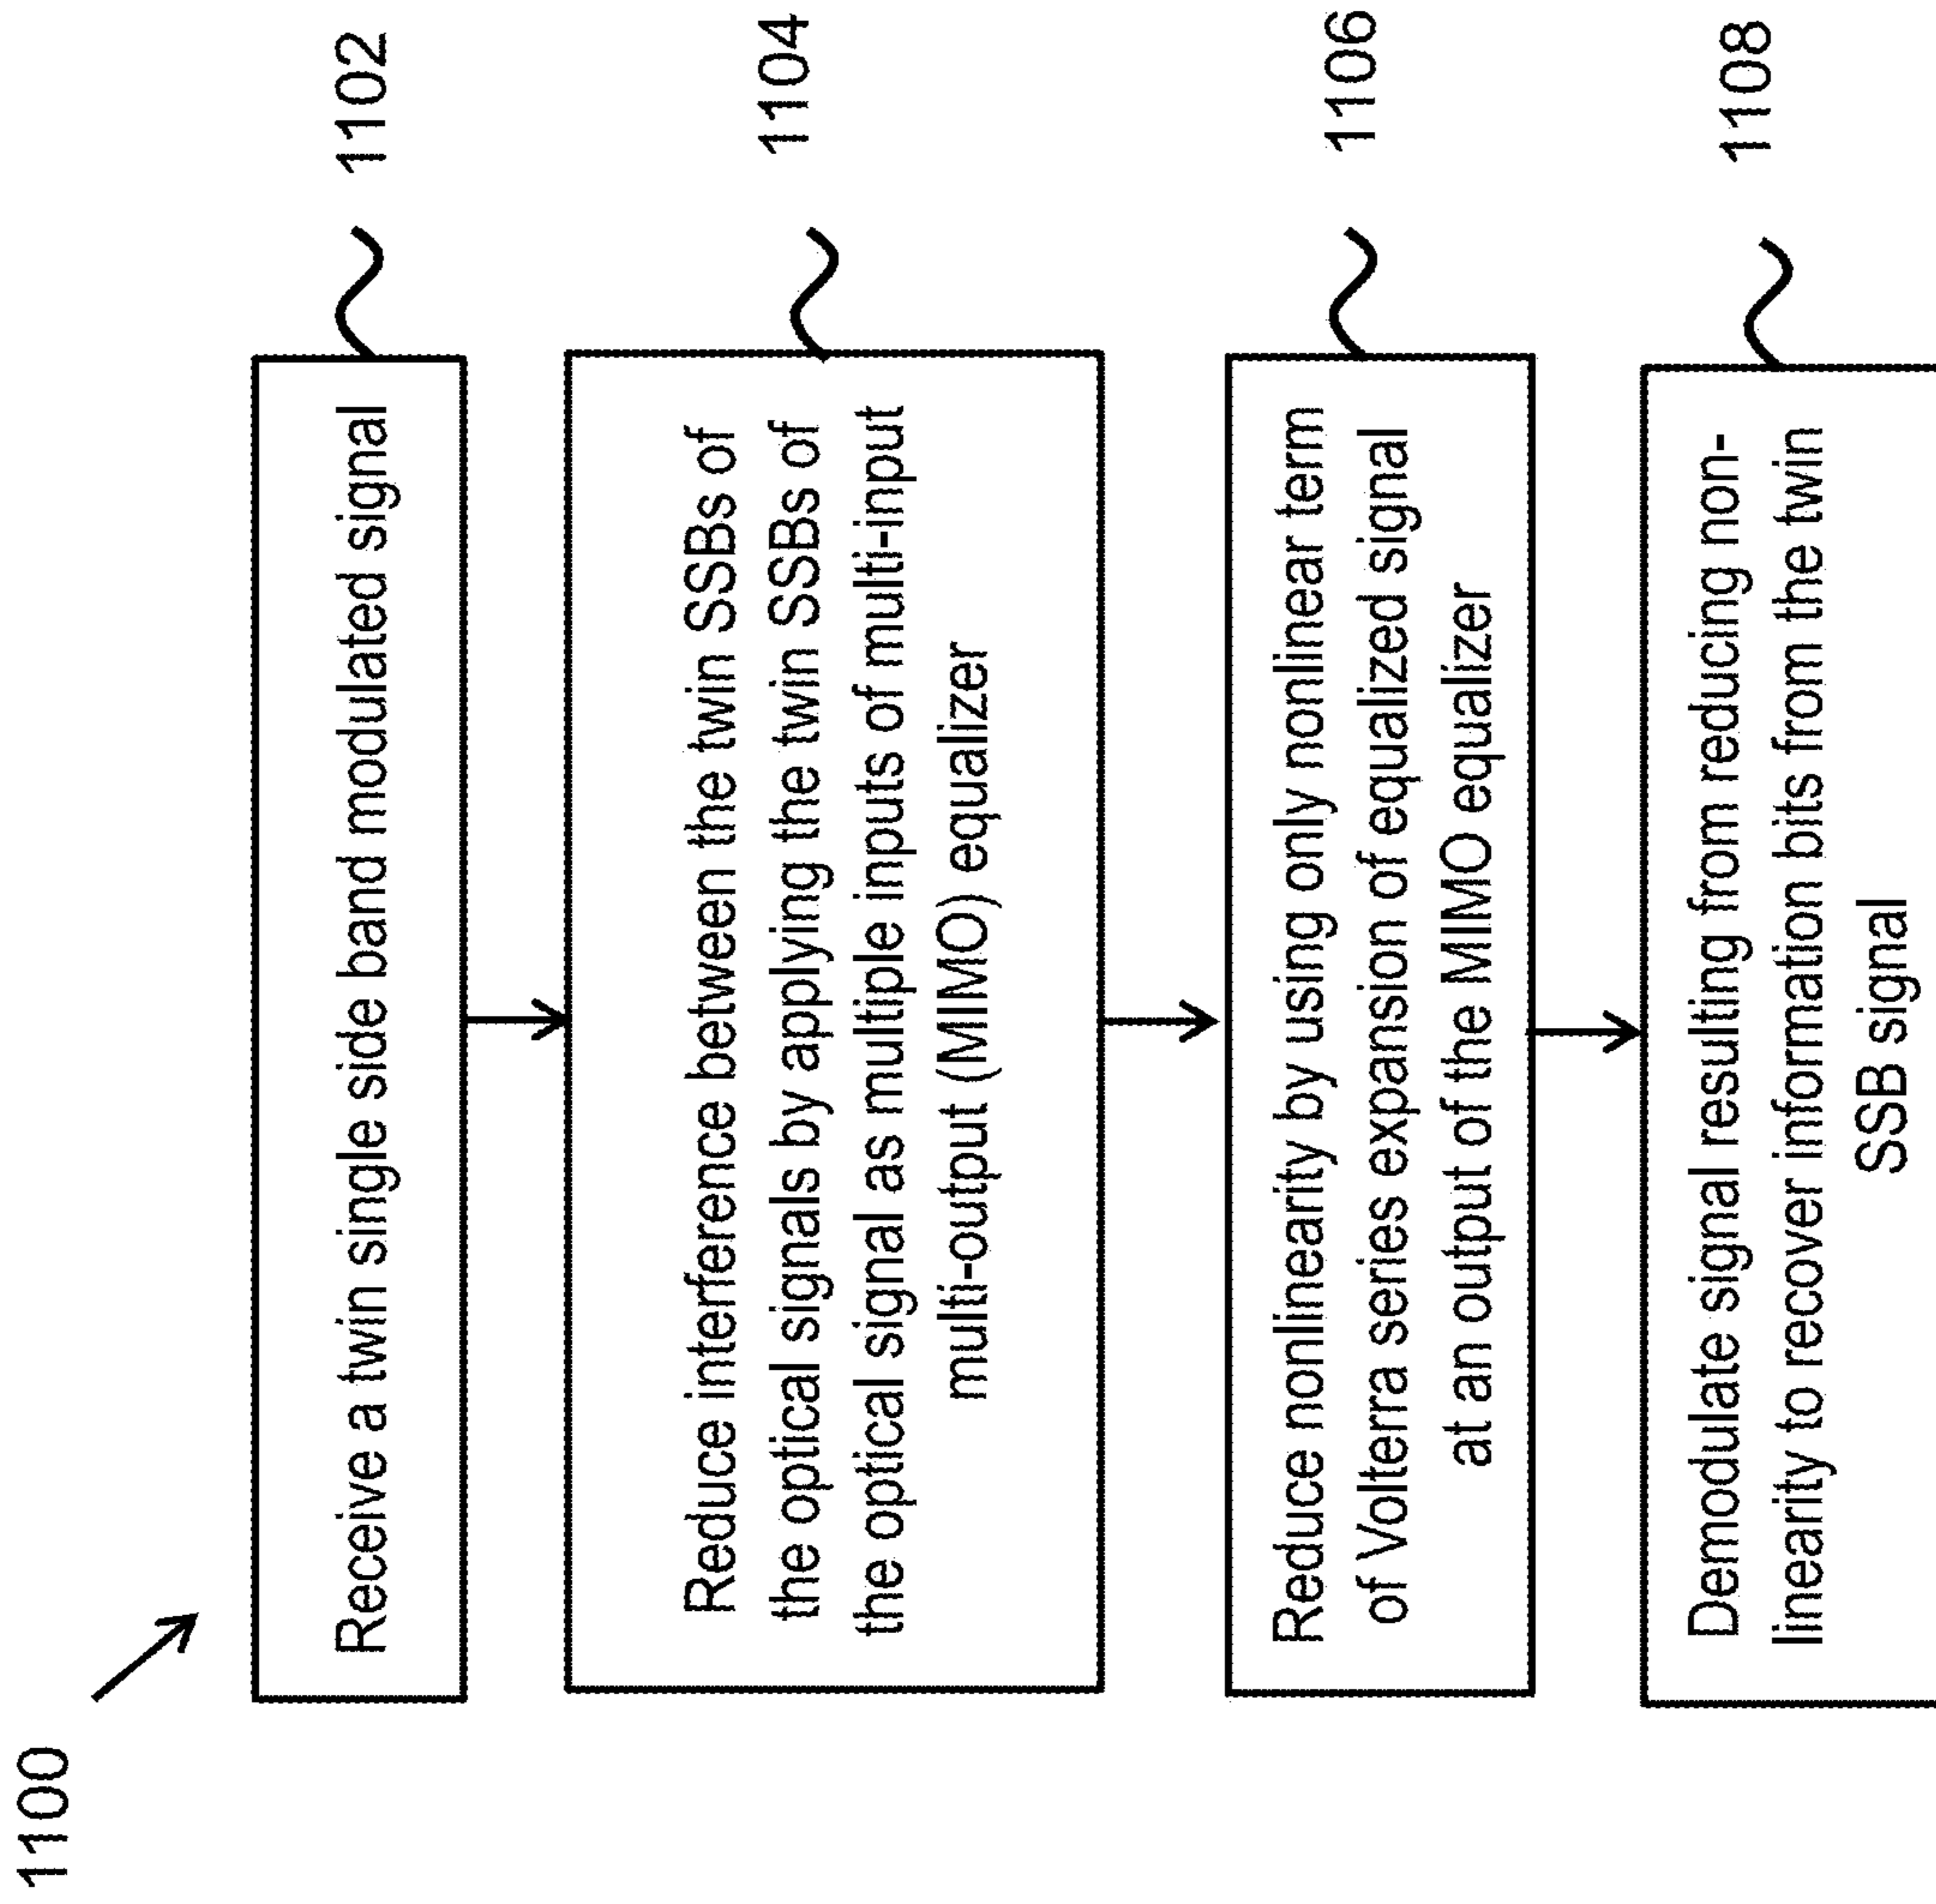 1100
Receive a twin single side band modulated signal
1102
Reduce interference between the twin SSBs of
the optical signals by applying the twin SSBs of
the optical signal as multiple inputs of multi-input
multi-output (MIMO) equalizer
1104
Reduce nonlinearity by using only nonlinear term
of Volterra series expansion of equalized signal
at an output of the MIMO equalizer
1106
Demodulate signal resulting from reducing non-
linearity to recover information bits from the twin
SSB signal
1108